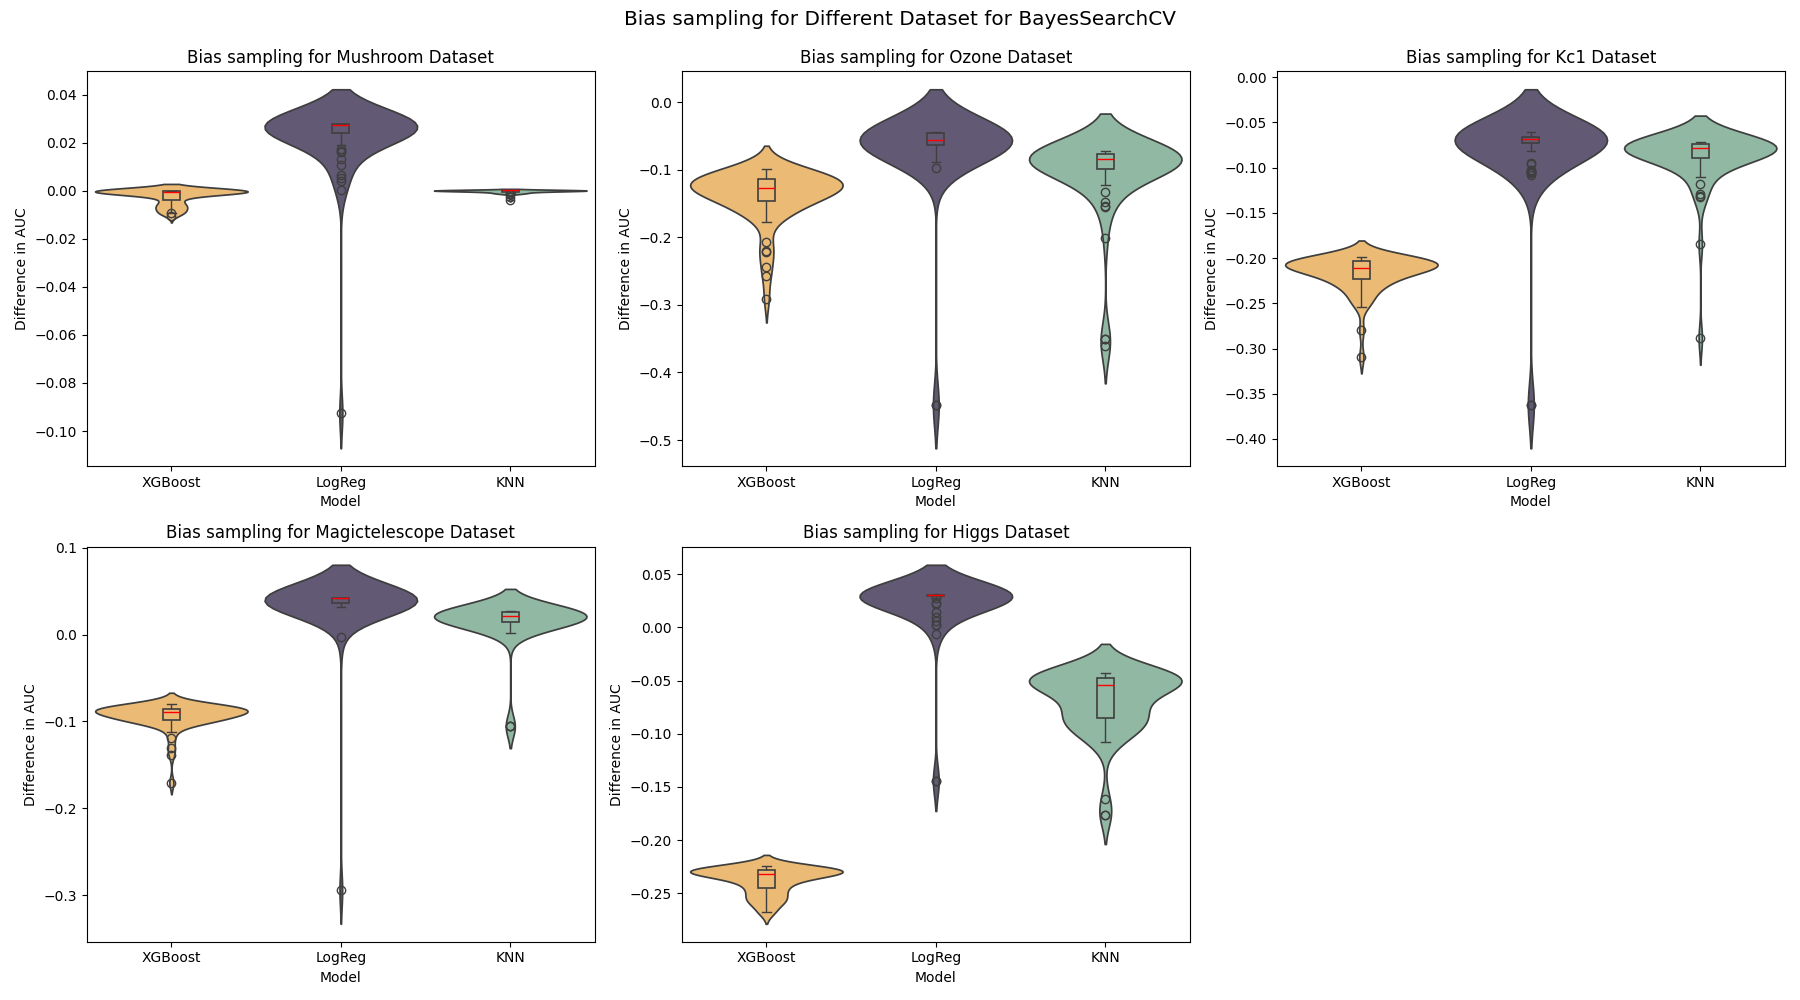 Bias sampling for Different Dataset for BayesSearchCV
Bias sampling for Mushroom Dataset
Difference in AUC
0.04
0.02
0.00
−0.02
−0.04
−0.06
−0.08
−0.10
XGBoost
LogReg
KNN
Model
Bias sampling for Ozone Dataset
Difference in AUC
0.0
−0.1
−0.2
−0.3
−0.4
−0.5
XGBoost
LogReg
KNN
Model
Bias sampling for Kc1 Dataset
Difference in AUC
0.00
−0.05
−0.10
−0.15
−0.20
−0.25
−0.30
−0.35
−0.40
XGBoost
LogReg
KNN
Model
Bias sampling for Magictelescope Dataset
Difference in AUC
0.1
0.0
−0.1
−0.2
−0.3
XGBoost
LogReg
KNN
Model
Bias sampling for Higgs Dataset
Difference in AUC
0.05
0.00
−0.05
−0.10
−0.15
−0.20
−0.25
XGBoost
LogReg
KNN
Model